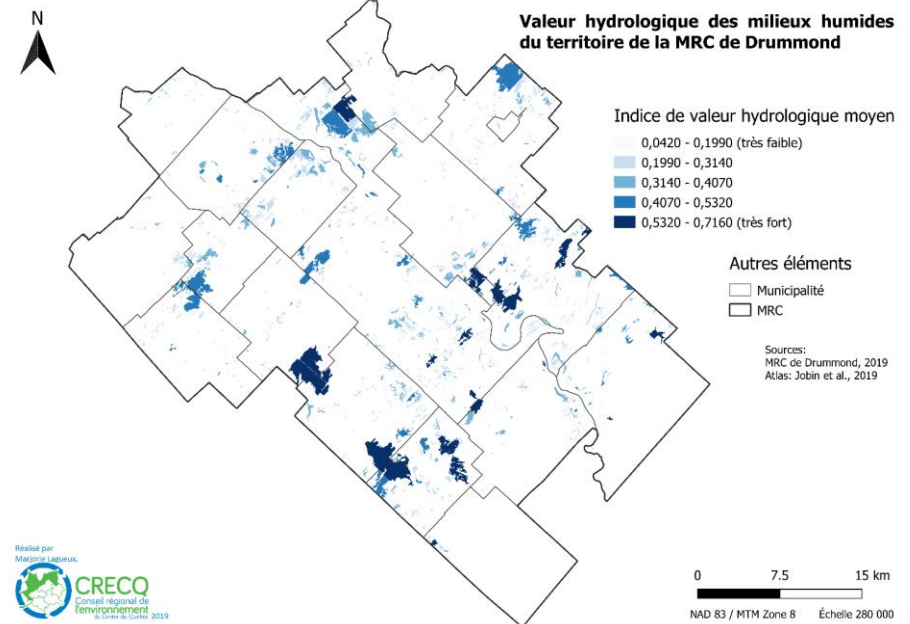 N
Valeur hydrologique des milieux humides
du territoire de la MRC de Drummond
Indice de valeur hydrologique moyen
0,0420 - 0,1990 (très faible)
0,1990 - 0,3140
0,3140 - 0,4070
0,4070 - 0,5320
0,5320 - 0,7160 (très fort)
Autres éléments
Municipalité
MRC
Sources:
MRC de Drummond, 2019
Atlas: Jobin et al., 2019
Réalisé par
Marjorie Lagueux,
CRECQ
Conseil régional de
l'environnement
du Centre-du-Québec 2019
0 7.5 15 km
NAD 83 / MTM Zone 8 Échelle 280 000